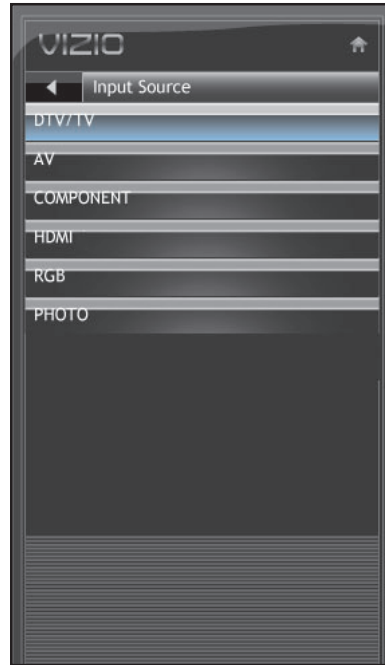 VIZIO
Input Source
DTV/TV
AV
COMPONENT
HDMI
RGB
PHOTO